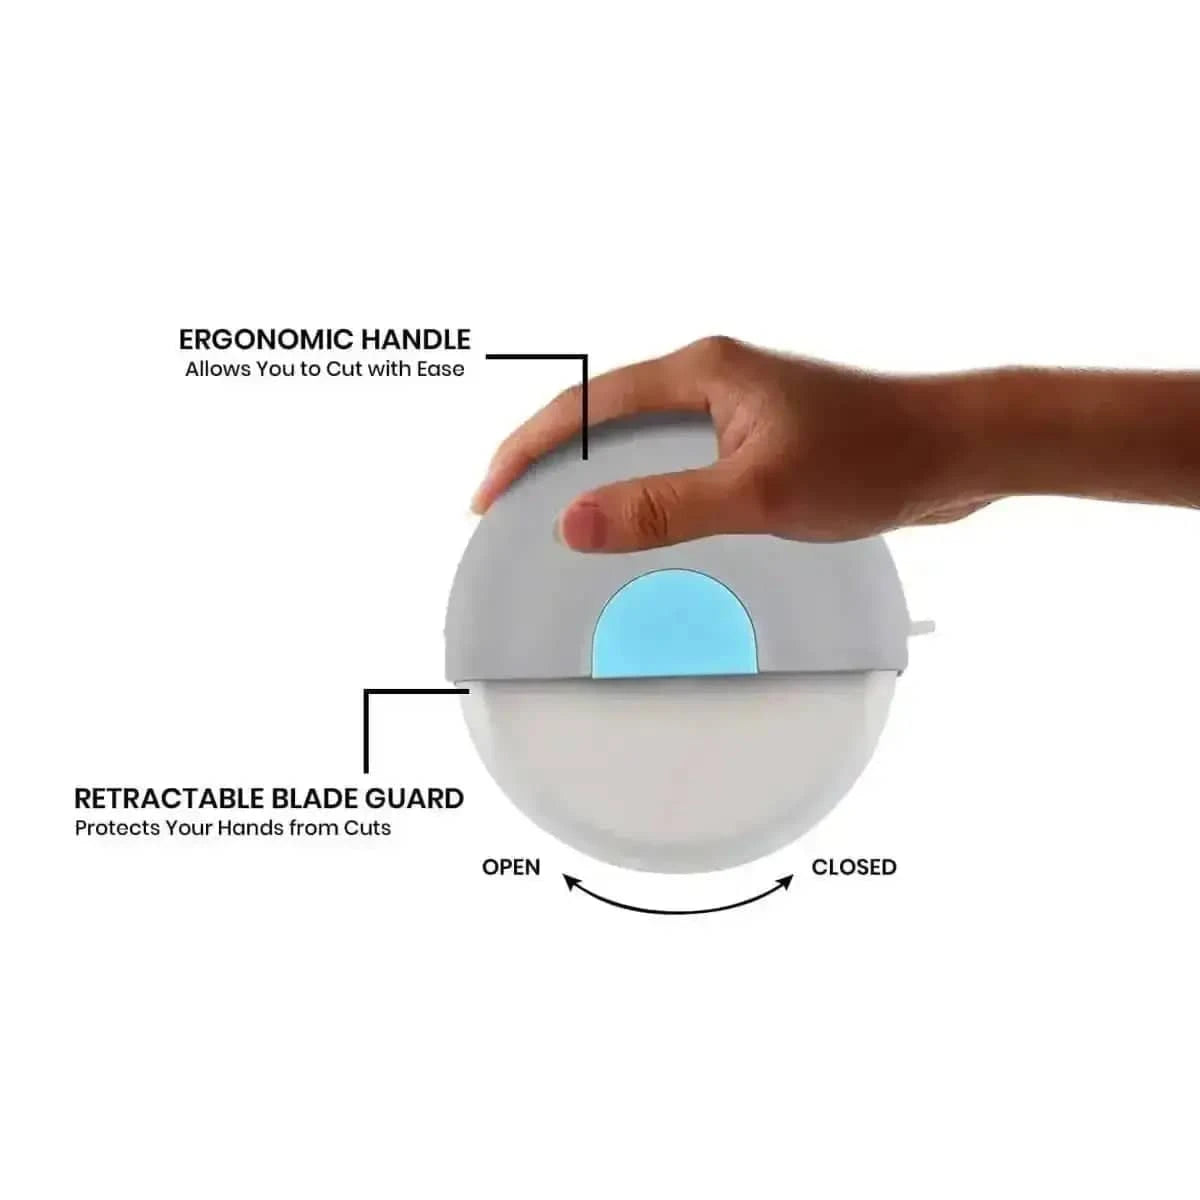 ERGONOMIC HANDLE
Allows You to Cut with Ease
RETRACTABLE BLADE GUARD
Protects Your Hands from Cuts
OPEN
CLOSED